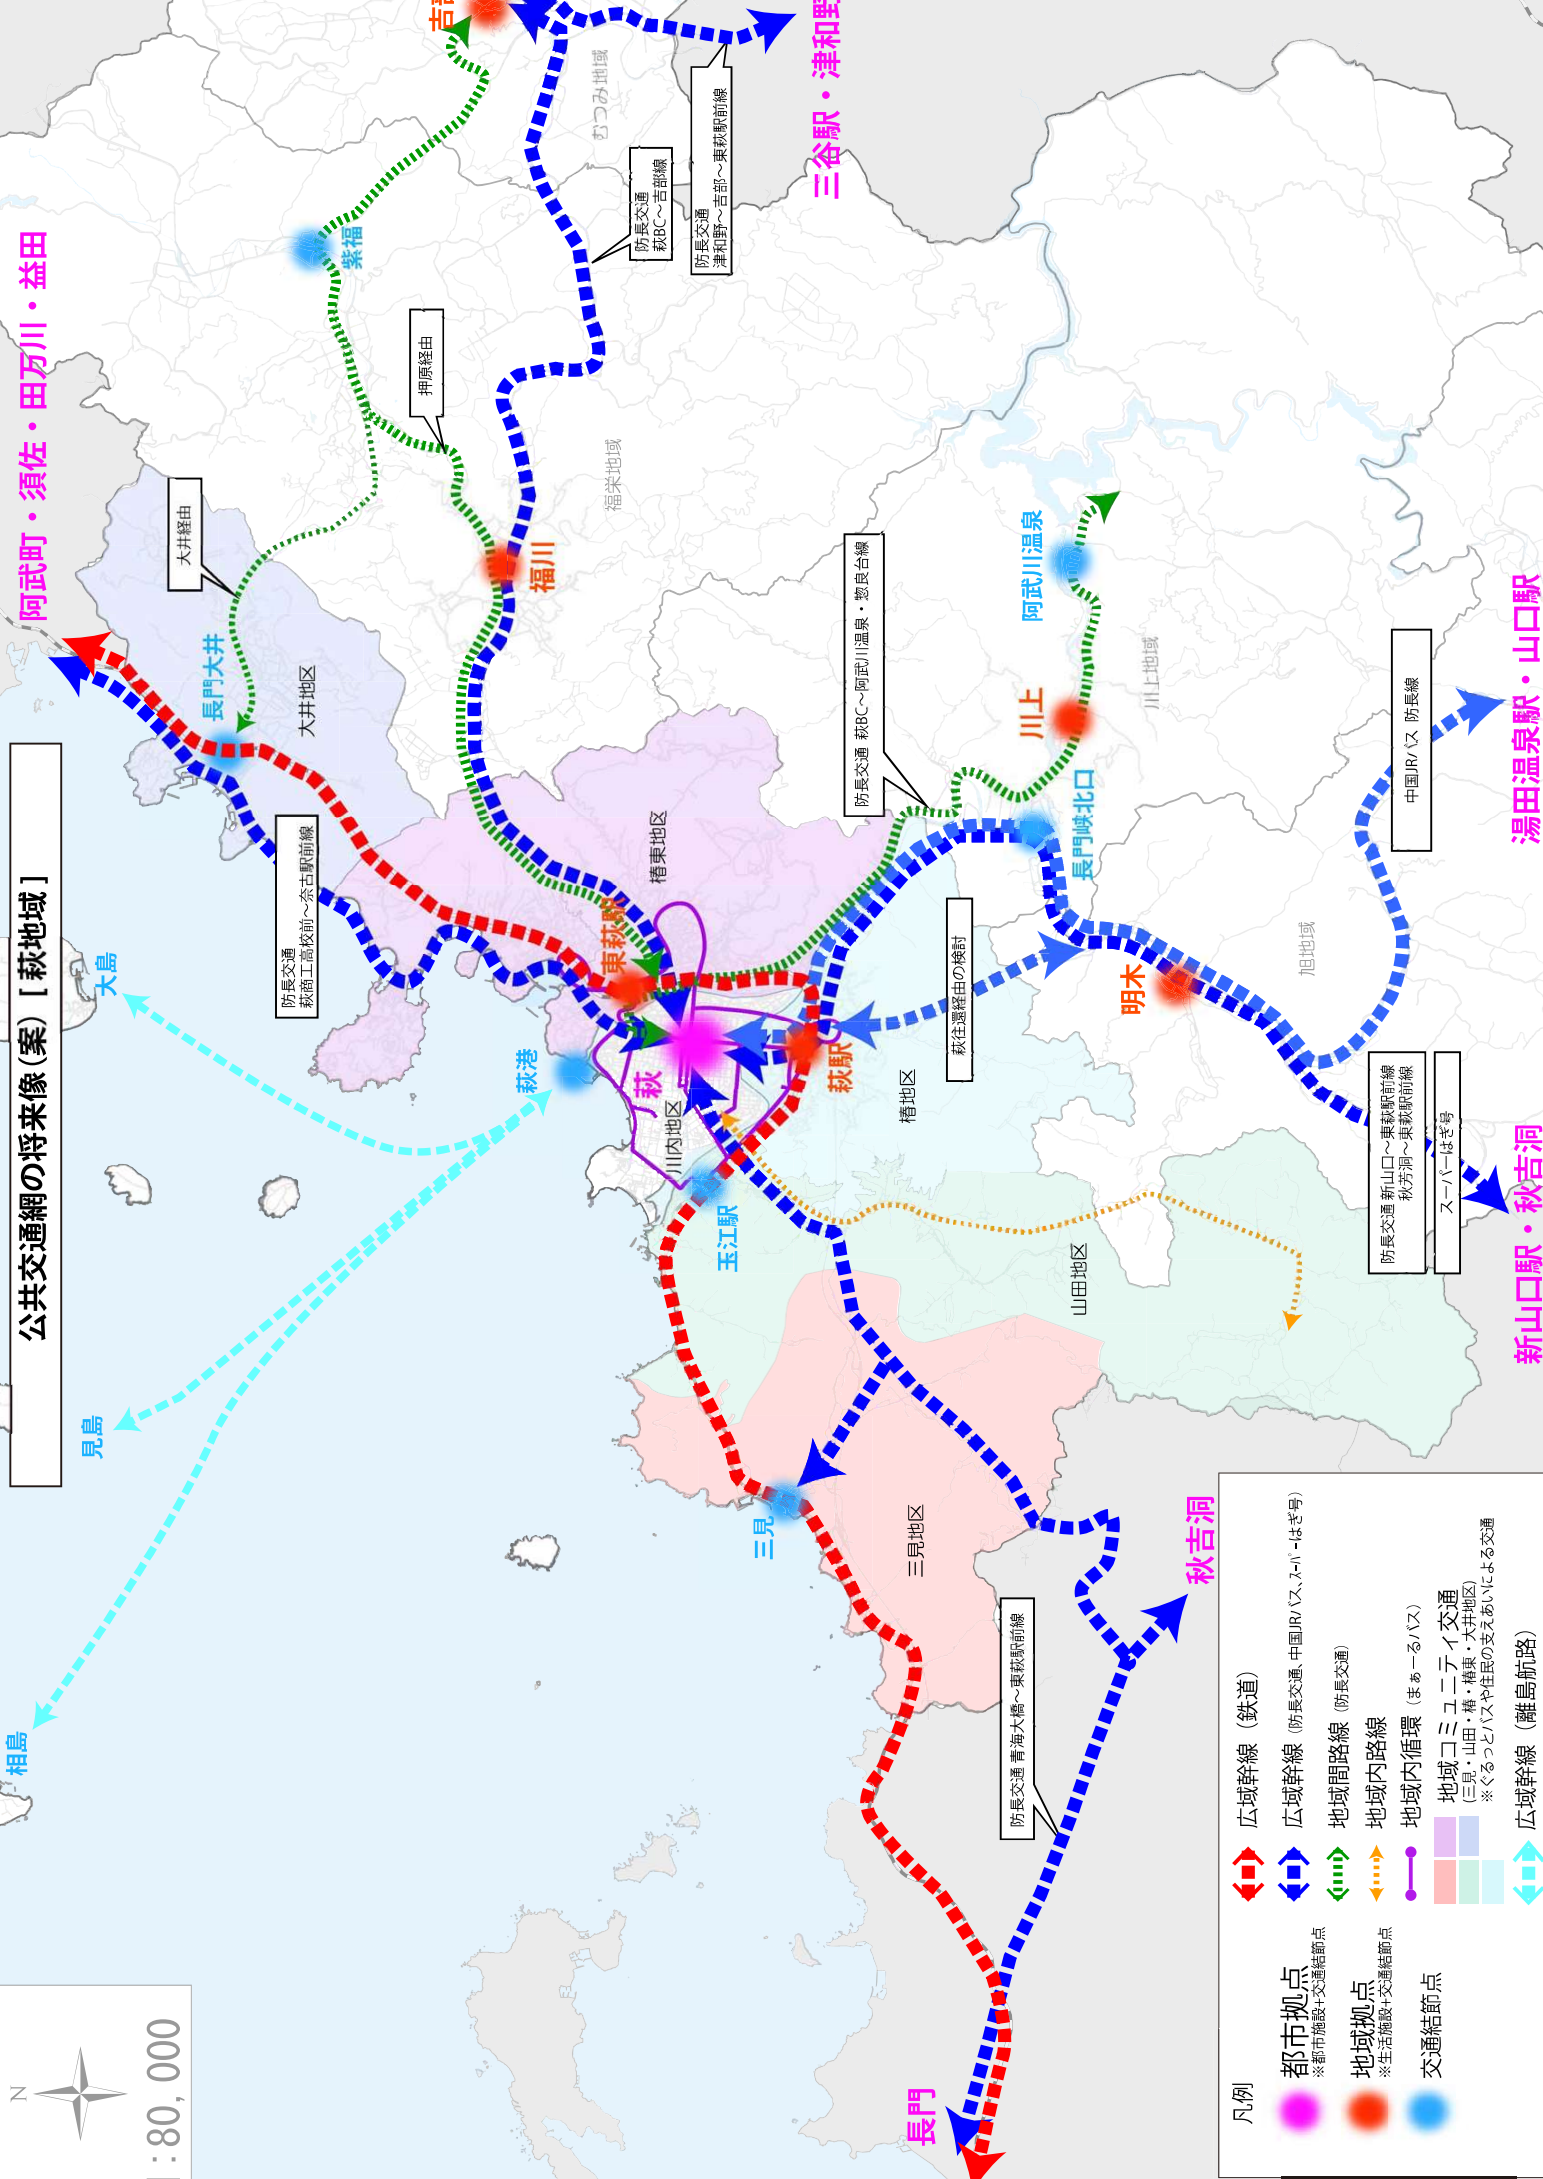 公共交通網の将来像(案)[萩地域]
N
:80,000
相島
見島
大島
萩港
阿武町・須佐・田万川・益田
長門大井
大井地区
大井経由
防長交通
萩商工高校前～奈古駅前線
紫福
押原経由
福川
福栄地域
むつみ地域
防長交通
萩BC～吉部線
防長交通
津和野～吉部～東萩駅前線
三谷駅・津和野
椿東地区
東萩駅
萩
川内地区
玉江駅
萩駅
椿地区
萩往還経由の検討
防長交通 萩BC～阿武川温泉・惣良台線
阿武川温泉
川上
川上地域
長門峡北口
明木
旭地域
中国JRバス 防長線
湯田温泉駅・山口駅
防長交通 新山口～東萩駅前線
秋芳洞～東萩駅前線
スーパーはぎ号
新山口駅・秋吉洞
山田地区
三見
三見地区
防長交通 青海大橋～東萩駅前線
秋吉洞
長門
凡例
都市拠点
※都市施設+交通結節点
地域拠点
※生活施設+交通結節点
交通結節点
広域幹線（鉄道）
広域幹線（防長交通、中国JRバス、ｽｰﾊﾟｰはぎ号）
地域間路線（防長交通）
地域内路線
地域内循環（まぁーるバス）
地域コミュニティ交通
(三見・山田・椿・椿東・大井地区)
※ぐるっとバスや住民の支えあいによる交通
広域幹線（離島航路）